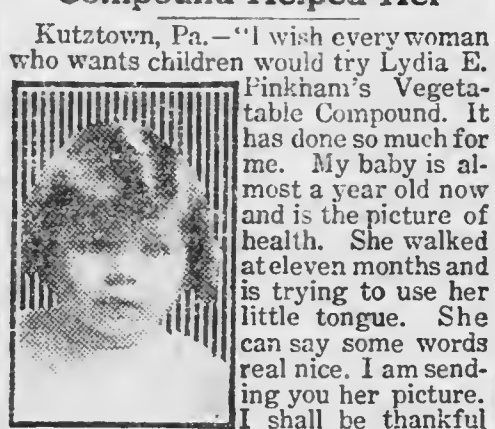 Compound Helped Her
Kutztown, Pa.—"I wish every woman
who wants children would try Lydia E.
Pinkham's Vegeta-
table Compound. It
has done so much for
me. My baby is al-
most a year old now
and is the picture of
health. She walked
at eleven months and
is trying to use her
little tongue. She
can say some words
real nice. I am send-
ing you her picture.
I shall be thankful